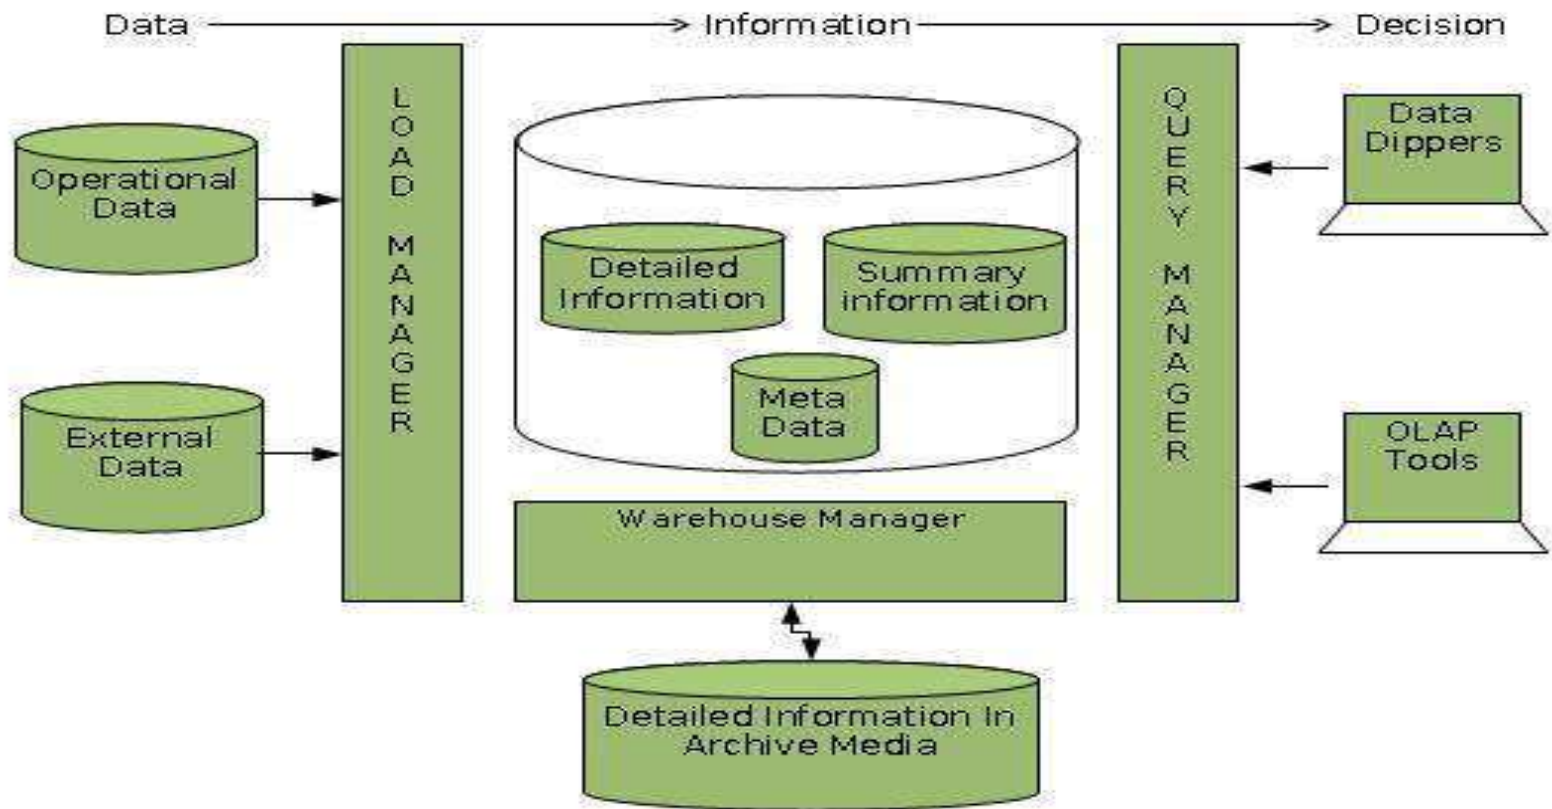 Data
Information
Decision
LOAD MANAGER
QUERY MANAGER
Operational
Data
External
Data
Detailed
Information
Summary
information
Meta
Data
Data
Dippers
OLAP
Tools
Warehouse Manager
Detailed Information In
Archive Media